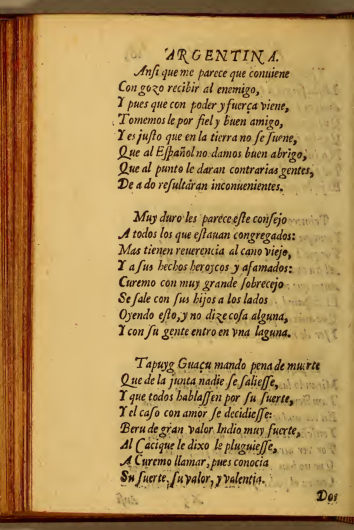 ARGENTINA.
Ansi que me parece que conuiene
Con gozo recibir al enemigo,
Y pues que con poder y fuerça viene,
Tomemos le por fiel y buen amigo,
Y es justo que en la tierra no se suene,
Que al Español no damos buen abrigo,
Que al punto le daran contrarias gentes,
De a do resultaran inconuenientes.
Muy duro les parece este consejo
A todos los que estauan congregados:
Mas tienen reuerencia al cano viejo,
Y a sus hechos heroycos y afamados:
Curemo con muy grande sobrecejo
Se sale con sus hijos a los lados
Oyendo esto, y no dize cosa alguna,
Y con su gente entro en vna laguna.
Tapuyg Guaçu mando pena de muerte
Que de la junta nadie se saliesse,
Y que todos hablassen por su suerte,
Y el caso con amor se decidiesse:
Beru de gran valor Indio muy fuerte,
Al Cacique le dixo le pluguiesse,
A Curemo llamar, pues conocia
Su fuerte, su valor, y valentia.
Dos